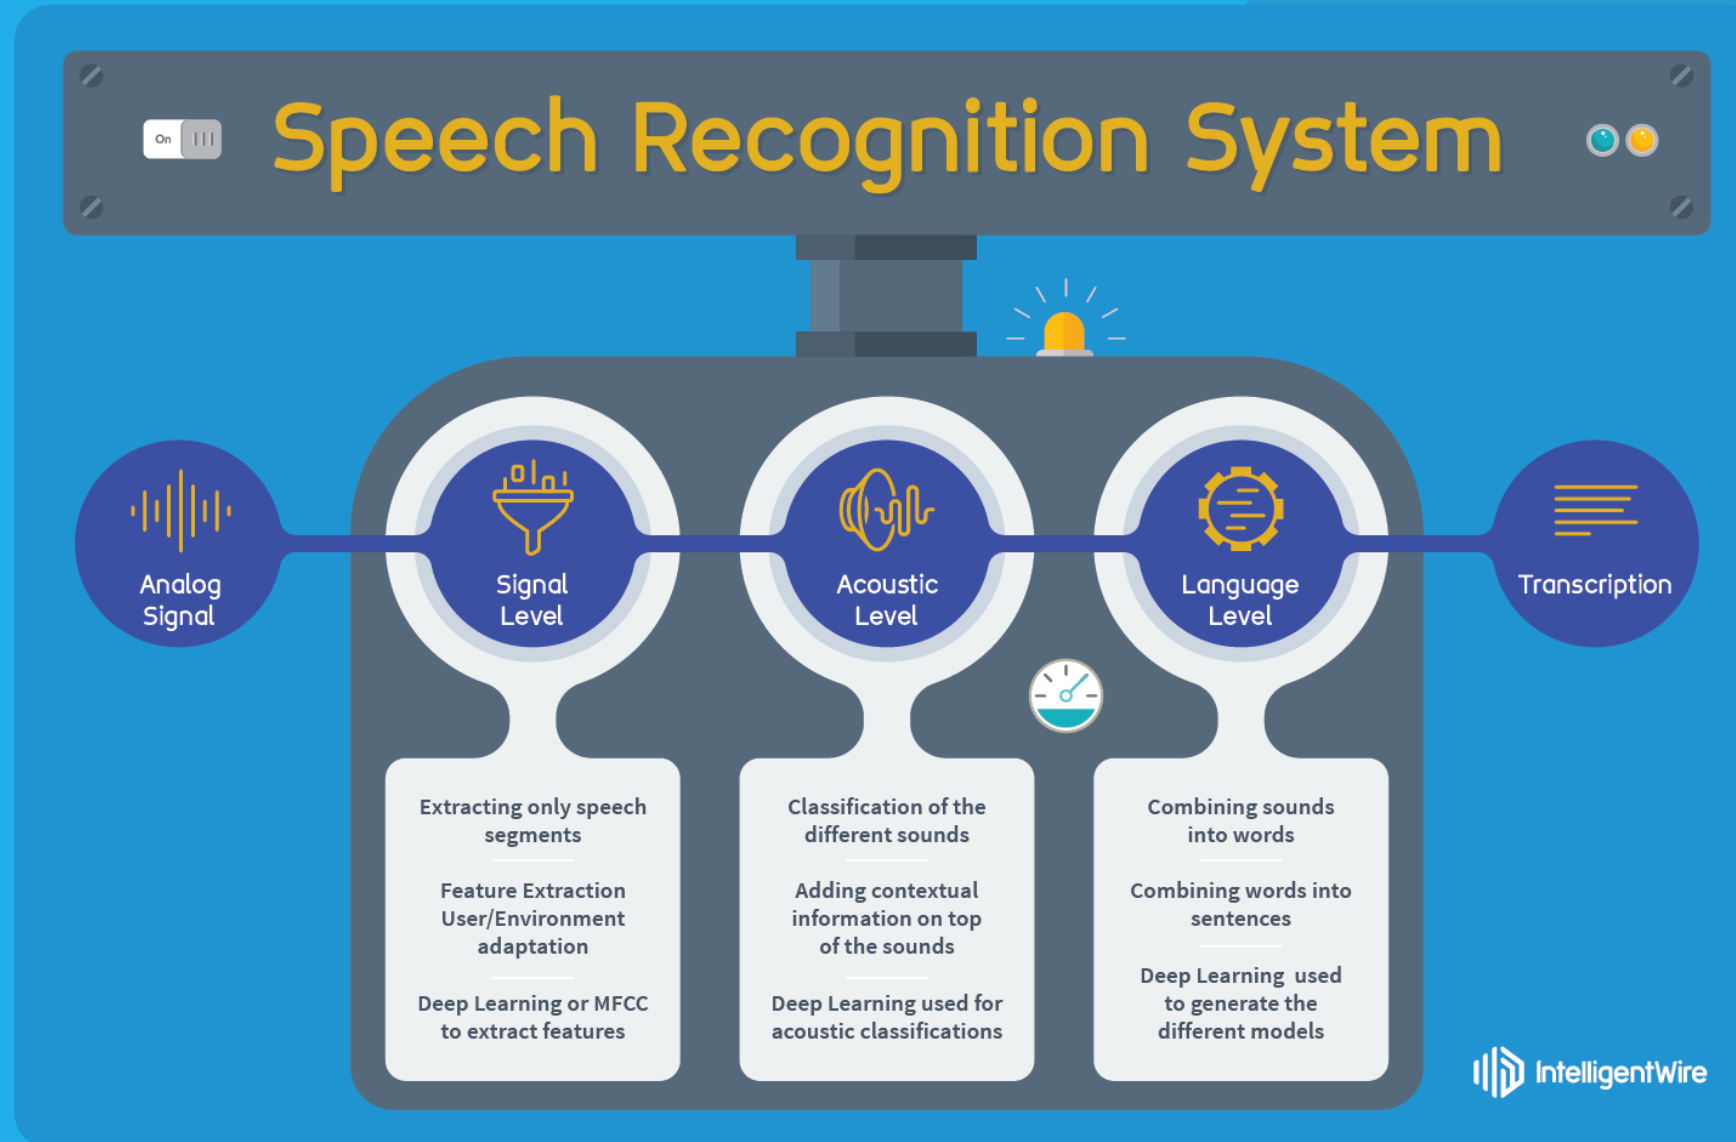 On
Speech Recognition System
Analog
Signal
Signal
Level
Acoustic
Level
Language
Level
Transcription
Extracting only speech
segments
Feature Extraction
User/Environment
adaptation
Deep Learning or MFCC
to extract features
Classification of the
different sounds
Adding contextual
information on top
of the sounds
Deep Learning used for
acoustic classifications
Combining sounds
into words
Combining words into
sentences
Deep Learning used
to generate the
different models
IntelligentWire